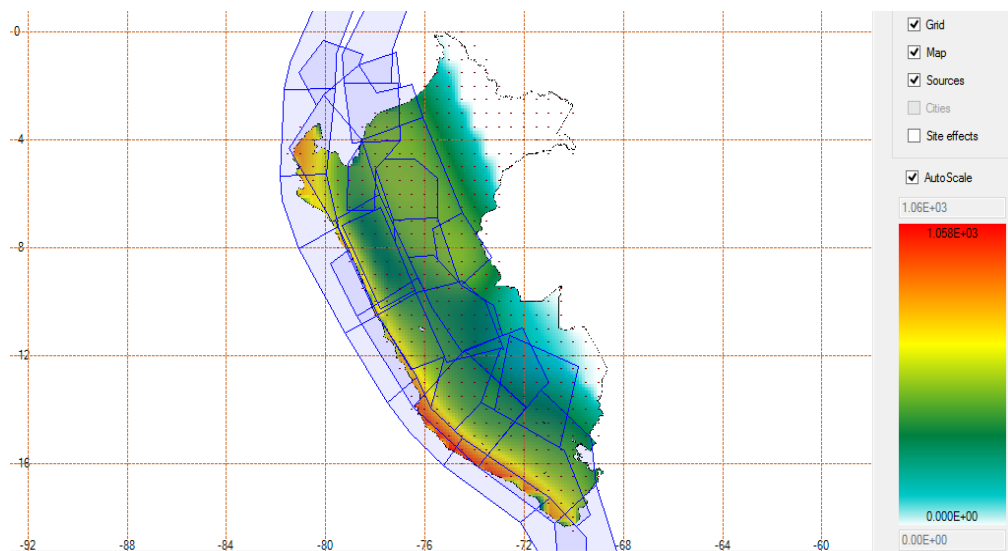 -0
-4
-8
-12
-16
-92
-88
-84
-80
-76
-72
-68
-64
-60
Grid
Map
Sources
Cities
Site effects
AutoScale
1.06E+03
1.058E+03
0.000E+00
0.00E+00